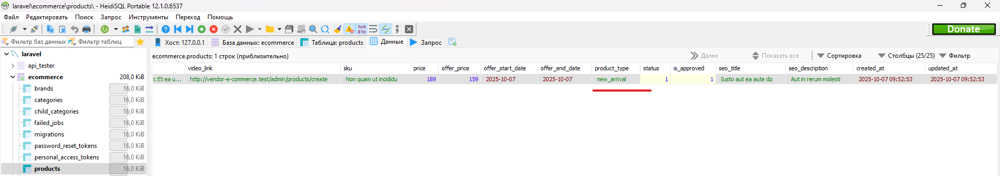 laravel\ecommerce\products\ - HeidiSQL Portable 12.1.0.6537
Файл Редактировать Поиск Запрос Инструменты Переход Помощь
Donate
Фильтр баз данных Фильтр таблиц
Хост: 127.0.0.1 База данных: ecommerce Таблица: products Данные Запрос
laravel
api_tester
ecommerce 208,0 KiB
brands 16,0 KiB
categories 16,0 KiB
child_categories 16,0 KiB
failed_jobs 16,0 KiB
migrations 16,0 KiB
password_reset_tokens 16,0 KiB
personal_access_tokens 16,0 KiB
products 16,0 KiB
ecommerce.products: 1 строк (приблизительно) Далее Показать все Сортировка Столбцы (25/25) Фильтр
video_link sku price offer_price offer_start_date offer_end_date product_type status is_approved seo_title seo_description created_at updated_at
c Et ea u... http://vendor-e-commerce.test/admin/products/create Non quam ut incididu 189 159 2025-10-07 2025-10-07 new_arrival 1 1 Iusto aut ea aute do Aut in rerum molesti 2025-10-07 09:52:53 2025-10-07 09:52:53